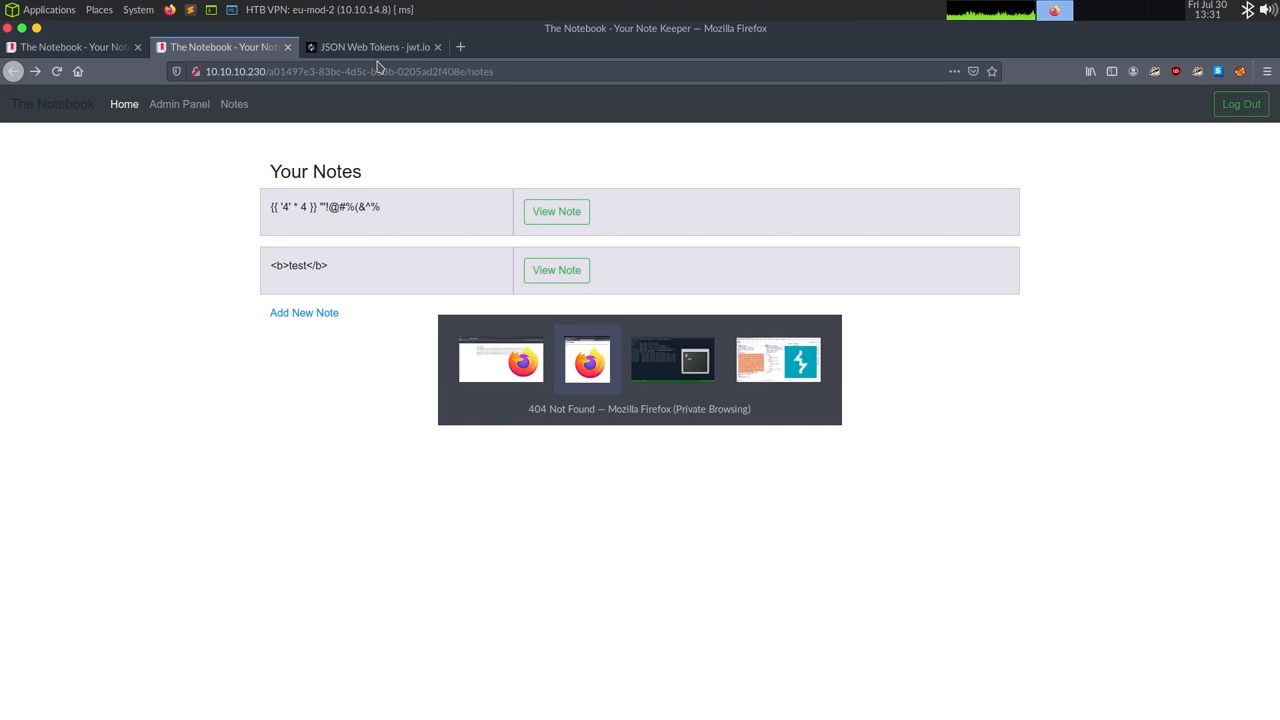 Applications Places System HTB VPN: eu-mod-2 (10.10.14.8) [ ms] Fri Jul 30
13:31
The Notebook - Your Note Keeper — Mozilla Firefox
The Notebook - Your Not The Notebook - Your Not JSON Web Tokens - jwt.io
10.10.10.230/a01497e3-83bc-4d5c- -0205ad2f408e/notes
The Notebook Home Admin Panel Notes Log Out
Your Notes
{{ '4' * 4 }} "'!@#%(&^% View Note
<b>test</b> View Note
Add New Note
404 Not Found — Mozilla Firefox (Private Browsing)